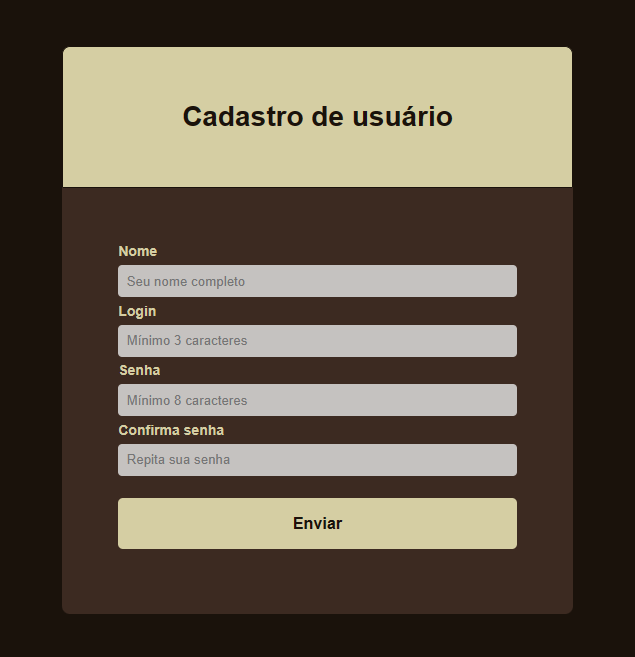 Cadastro de usuário
Nome
Seu nome completo
Login
Mínimo 3 caracteres
Senha
Mínimo 8 caracteres
Confirma senha
Repita sua senha
Enviar